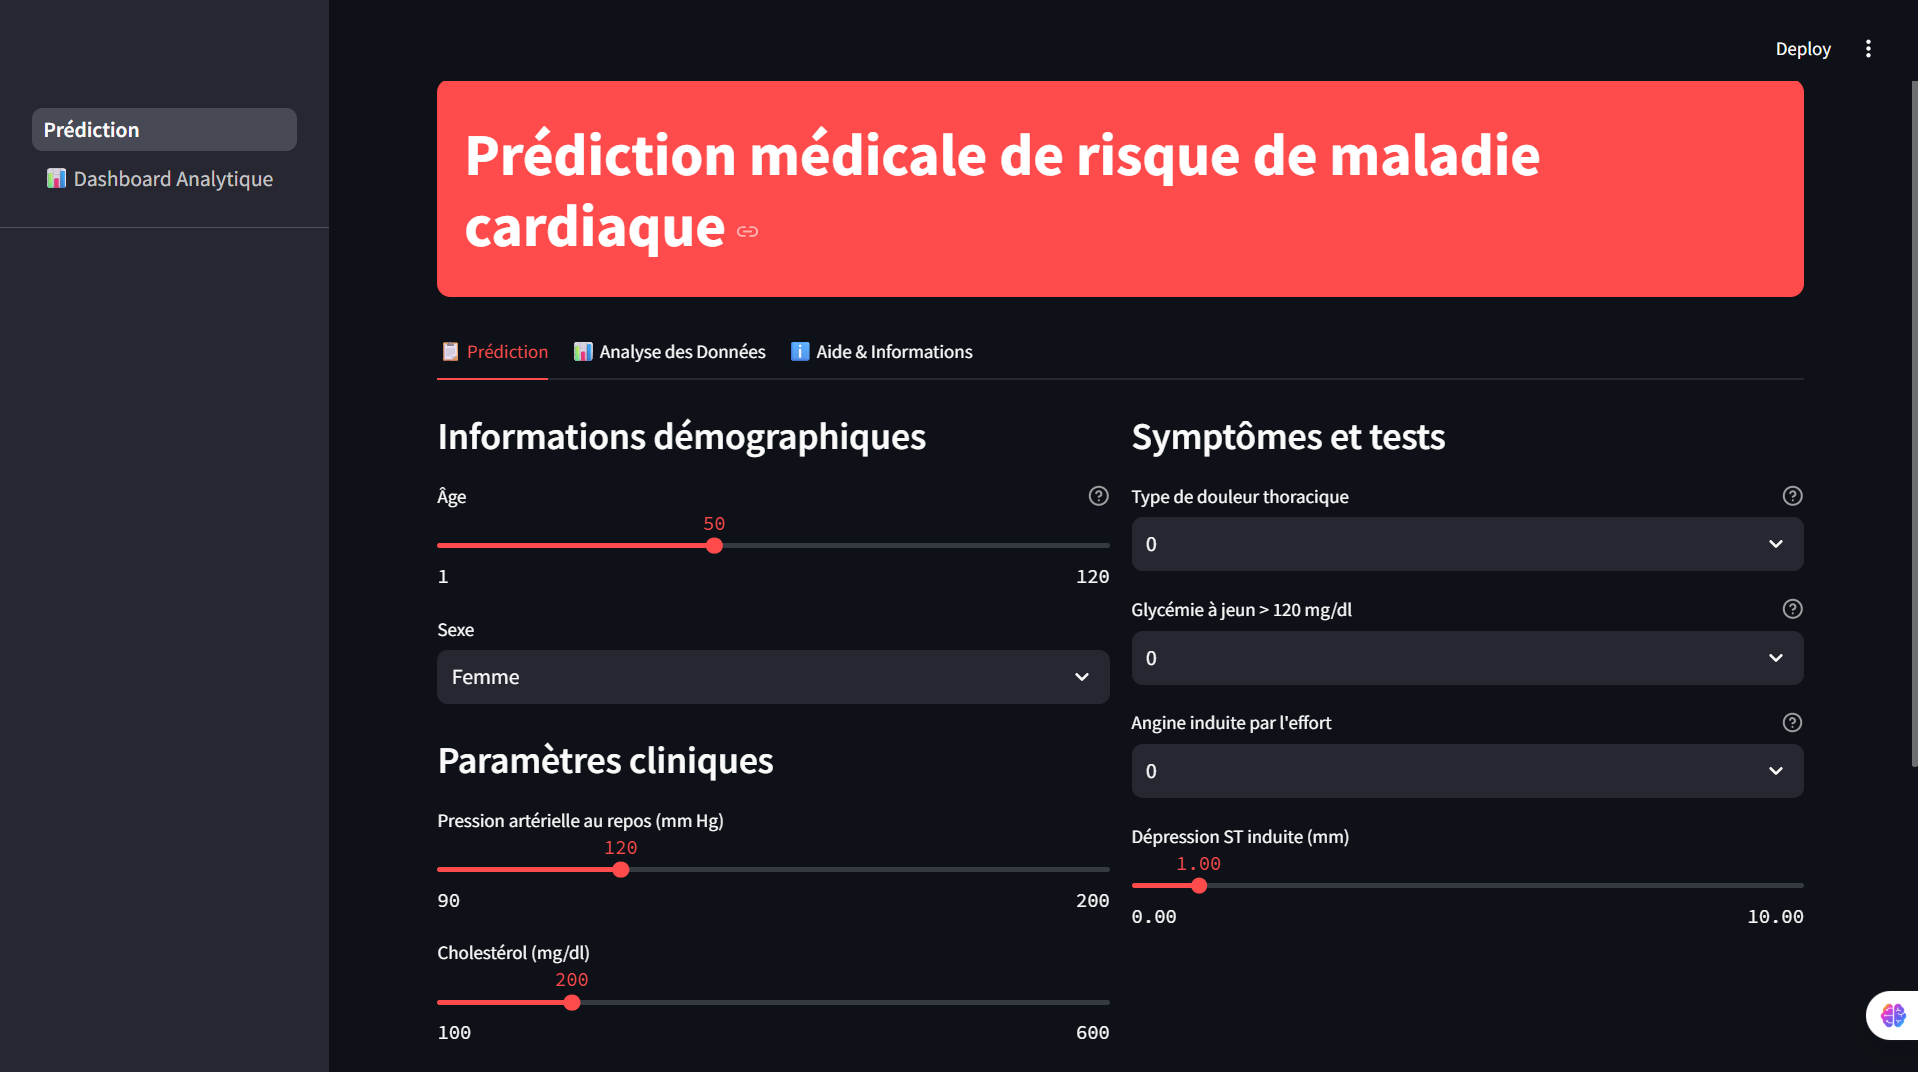 Deploy
Prédiction
Dashboard Analytique
Prédiction médicale de risque de maladie
cardiaque
Prédiction
Analyse des Données
Aide & Informations
Informations démographiques
Âge
50
1
120
Sexe
Femme
Paramètres cliniques
Pression artérielle au repos (mm Hg)
120
90
200
Cholestérol (mg/dl)
200
100
600
Symptômes et tests
Type de douleur thoracique
0
Glycémie à jeun > 120 mg/dl
0
Angine induite par l'effort
0
Dépression ST induite (mm)
1.00
0.00
10.00